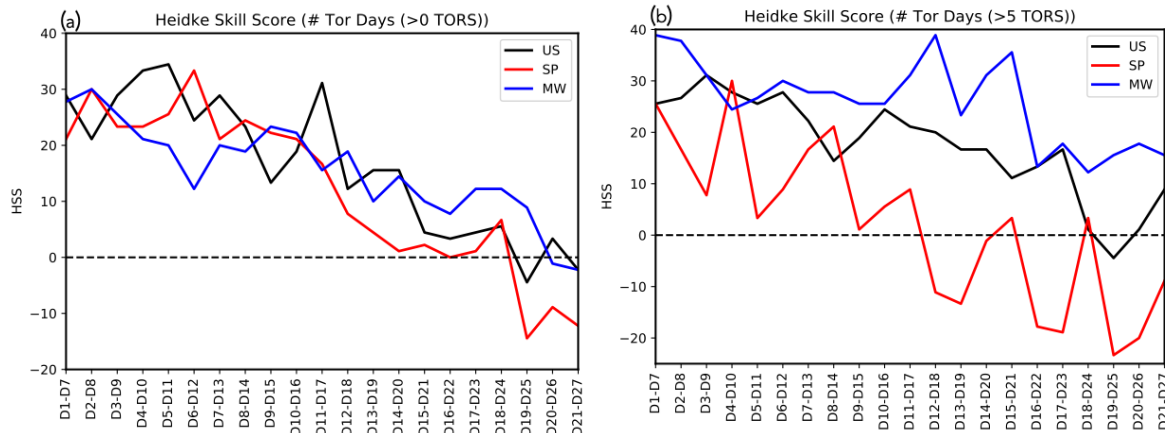 (a)
Heidke Skill Score (# Tor Days (>0 TORS))
US
SP
MW
HSS
40
30
20
10
0
−10
−20
D1-D7
D2-D8
D3-D9
D4-D10
D5-D11
D6-D12
D7-D13
D8-D14
D9-D15
D10-D16
D11-D17
D12-D18
D13-D19
D14-D20
D15-D21
D16-D22
D17-D23
D18-D24
D19-D25
D20-D26
D21-D27
(b)
Heidke Skill Score (# Tor Days (>5 TORS))
US
SP
MW
HSS
40
30
20
10
0
−10
−20
D1-D7
D2-D8
D3-D9
D4-D10
D5-D11
D6-D12
D7-D13
D8-D14
D9-D15
D10-D16
D11-D17
D12-D18
D13-D19
D14-D20
D15-D21
D16-D22
D17-D23
D18-D24
D19-D25
D20-D26
D21-D27